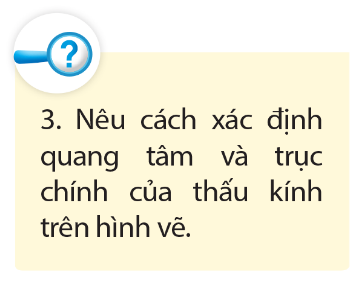 ?
3. Nêu cách xác định
quang tâm và trục
chính của thấu kính
trên hình vẽ.